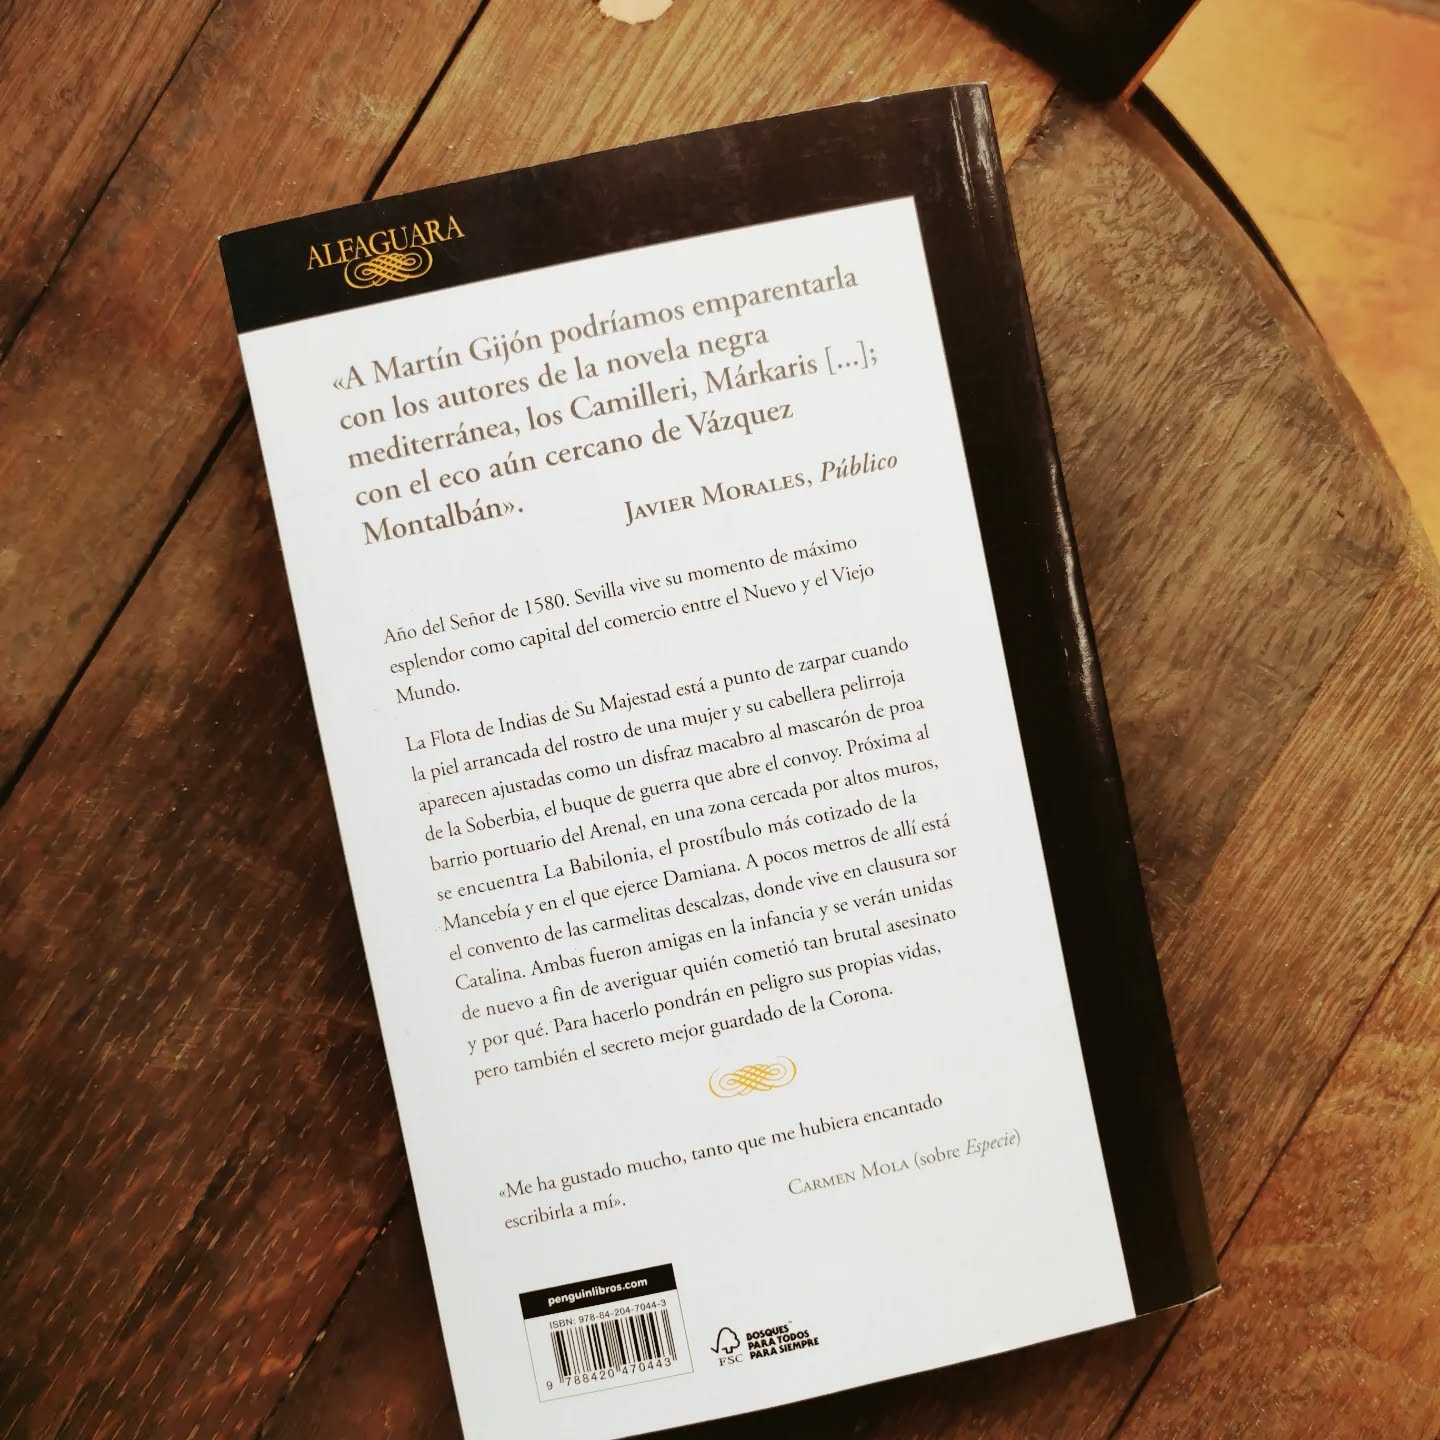 ALFAGUARA
«A Martín Gijón podríamos emparentarla
con los autores de la novela negra
mediterránea, los Camilleri, Márkaris [...];
con el eco aún cercano de Vázquez
Montalbán».
JAVIER MORALES, Público
Año del Señor de 1580. Sevilla vive su momento de máximo
esplendor como capital del comercio entre el Nuevo y el Viejo
Mundo.
La Flota de Indias de Su Majestad está a punto de zarpar cuando
la piel arrancada del rostro de una mujer y su cabellera pelirroja
aparecen ajustadas como un disfraz macabro al mascarón de proa
de la Soberbia, el buque de guerra que abre el convoy. Próxima al
barrio portuario del Arenal, en una zona cercada por altos muros,
se encuentra La Babilonia, el prostíbulo más cotizado de la
Mancebía y en el que ejerce Damiana. A pocos metros de allí está
el convento de las carmelitas descalzas, donde vive en clausura sor
Catalina. Ambas fueron amigas en la infancia y se verán unidas
de nuevo a fin de averiguar quién cometió tan brutal asesinato
y por qué. Para hacerlo pondrán en peligro sus propias vidas,
pero también el secreto mejor guardado de la Corona.
«Me ha gustado mucho, tanto que me hubiera encantado
escribirla a mí».
CARMEN MOLA (sobre Especie)
penguinlibros.com
ISBN: 978-84-204-7044-3
9 788420 470443
FSC
BOSQUES
PARA TODOS
PARA SIEMPRE